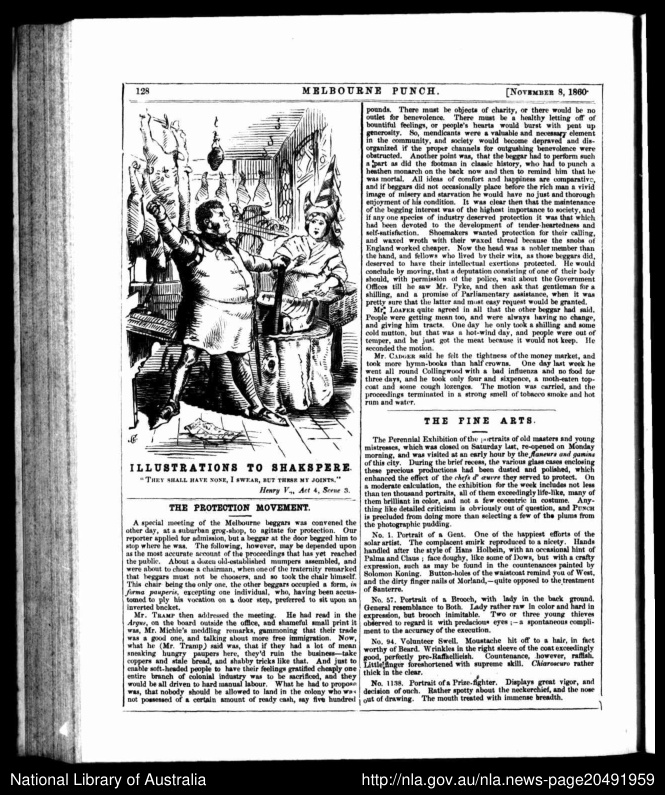 128
MELBOURNE PUNCH.
[NOVEMBER 8, 1860.
ILLUSTRATIONS TO SHAKSPERE.
"THEY SHALL HAVE NONE, I SWEAR, BUT THESE MY JOINTS."
Henry V., Act 4, Scene 3.
THE PROTECTION MOVEMENT.
A special meeting of the Melbourne beggars was convened the
other day, at a suburban grog-shop, to agitate for protection. Our
reporter applied for admission, but a beggar at the door begged him to
stop where he was. The following, however, may be depended upon
as the most accurate account of the proceedings that has yet reached
the public. About a dozen old-established mumpers assembled, and
were about to choose a chairman, when one of the fraternity remarked
that beggars must not be choosers, and so took the chair himself.
This chair being the only one, the other beggars occupied a form, in
forma pauperis, excepting one individual, who, having been accus-
tomed to ply his vocation on a door step, preferred to sit upon an
inverted bucket.
Mr. TRAMP then addressed the meeting. He had read in the
Argus, on the board outside the office, and shameful small print it
was, Mr. Michie's meddling remarks, gammoning that their trade
was a good one, and talking about more free immigration. Now,
what he (Mr. Tramp) said was, that if they had a lot of mean
sneaking hungry paupers here, they'd ruin the business—take
coppers and stale bread, and shabby tricks like that. And just to
enable soft-headed people to have their feelings gratified cheaply one
entire branch of colonial industry was to be sacrificed, and they
would be all driven to hard manual labour. What he had to propose
was, that nobody should be allowed to land in the colony who was
not possessed of a certain amount of ready cash, say five hundred
pounds. There must be objects of charity, or there would be no
outlet for benevolence. There must be a healthy letting off of
bountiful feelings, or people's hearts would burst with pent up
generosity. So, mendicants were a valuable and necessary element
in the community, and society would become depraved and dis-
organized if the proper channels for outgushing benevolence were
obstructed. Another point was, that the beggar had to perform such
a part as did the footman in classic history, who had to punch a
heathen monarch on the back now and then to remind him that he
was mortal. All ideas of comfort and happiness are comparative,
and if beggars did not occasionally place before the rich man a vivid
image of misery and starvation he would have no just and thorough
enjoyment of his condition. It was clear then that the maintenance
of the begging interest was of the highest importance to society, and
if any one species of industry deserved protection it was that which
had been devoted to the development of tender-heartedness and
self-satisfaction. Shoemakers wanted protection for their calling,
and waxed wroth with their waxed thread because the snobs of
England worked cheaper. Now the head was a nobler member than
the hand, and fellows who lived by their wits, as those beggars did,
deserved to have their intellectual exertions protected. He would
conclude by moving, that a deputation consisting of one of their body
should, with permission of the police, wait about the Government
Offices till he saw Mr. Pyke, and then ask that gentleman for a
shilling, and a promise of Parliamentary assistance, when it was
pretty sure that the latter and most easy request would be granted.
Mr. LOAFER quite agreed in all that the other beggar had said.
People were getting mean too, and were always having no change,
and giving him tracts. One day he only took a shilling and some
cold mutton, but that was a hot-wind day, and people were out of
temper, and he just got the meat because it would not keep. He
seconded the motion.
Mr. CADGER said he felt the tightness of the money market, and
took more hymn-books than half crowns. One day last week he
went all round Collingwood with a bad influenza and no food for
three days, and he took only four and sixpence, a moth-eaten top-
coat and some cough lozenges. The motion was carried, and the
proceedings terminated in a strong smell of tobacco smoke and hot
rum and water.
THE FINE ARTS.
The Perennial Exhibition of the portraits of old masters and young
mistresses, which was closed on Saturday last, re-opened on Monday
morning, and was visited at an early hour by the flaneurs and gamins
of this city. During the brief recess, the various glass cases enclosing
these precious productions had been dusted and polished, which
enhanced the effect of the chefs d' œuvre they served to protect. On
a moderate calculation, the exhibition for the week includes not less
than ten thousand portraits, all of them exceedingly life-like, many of
them brilliant in color, and not a few eccentric in costume. Any-
thing like detailed criticism is obviously out of question, and PUNCH
is precluded from doing more than selecting a few of the plums from
the photographic pudding.
No. 1. Portrait of a Gent. One of the happiest efforts of the
solar artist. The complacent smirk reproduced to a nicety. Hands
handled after the style of Hans Holbein, with an occasional hint of
Palma and Claus; face doughy, like some of Dows, but with a crafty
expression, such as may be found in the countenances painted by
Solomon Koning. Button-holes of the waistcoat remind you of West,
and the dirty finger nails of Morland,—quite opposed to the treatment
of Santerre.
No. 57. Portrait of a Brooch, with lady in the back ground.
General resemblance to Both. Lady rather raw in color and hard in
expression, but brooch inimitable. Two or three young thieves
observed to regard it with predacious eyes;—a spontaneous compli-
ment to the accuracy of the execution.
No. 94. Volunteer Swell. Moustache hit off to a hair, in fact
worthy of Beard. Wrinkles in the right sleeve of the coat exceedingly
good, perfectly pre-Raffaellielish. Countenance, however, raffish.
Little finger foreshortened with supreme skill. Chiaroscuro rather
thick in the clear.
No. 1138. Portrait of a Prize-fighter. Displays great vigor, and
decision of ouch. Rather spotty about the neckerchief, and the nose
out of drawing. The mouth treated with immense breadth.
National Library of Australia
http://nla.gov.au/nla.news-page20491959